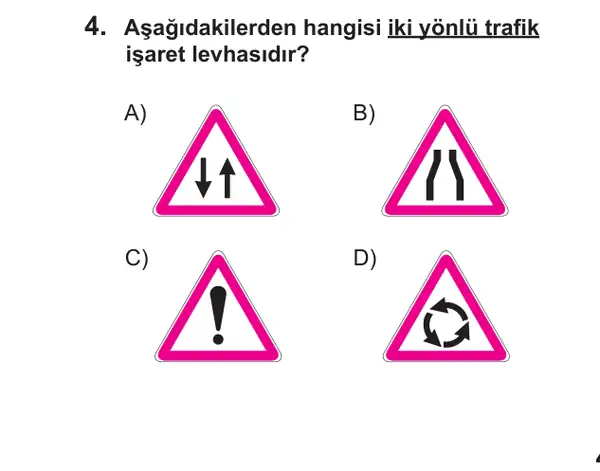 4. Aşağıdakilerden hangisi iki yönlü trafik
işaret levhasıdır?
A)
B)
C)
D)